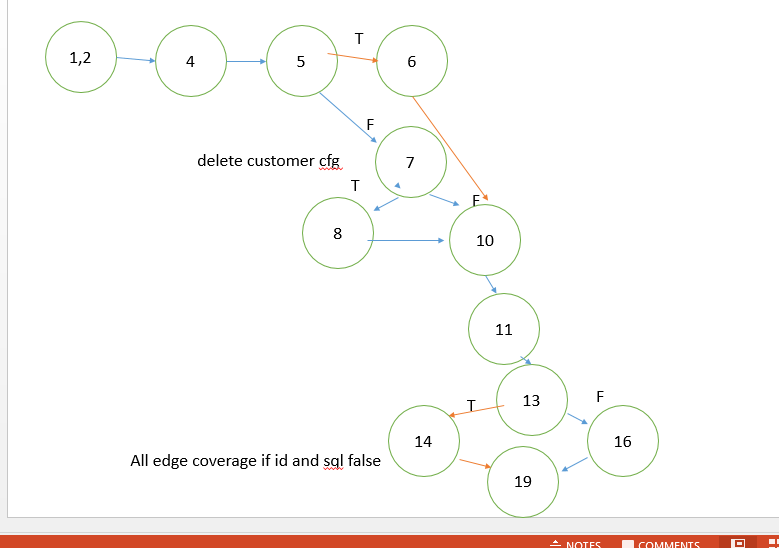 1,2
4
5
T
6
F
delete customer cfg
7
T
F
8
10
11
13
T
F
14
16
All edge coverage if id and sql false
19
NOTES
COMMENTS